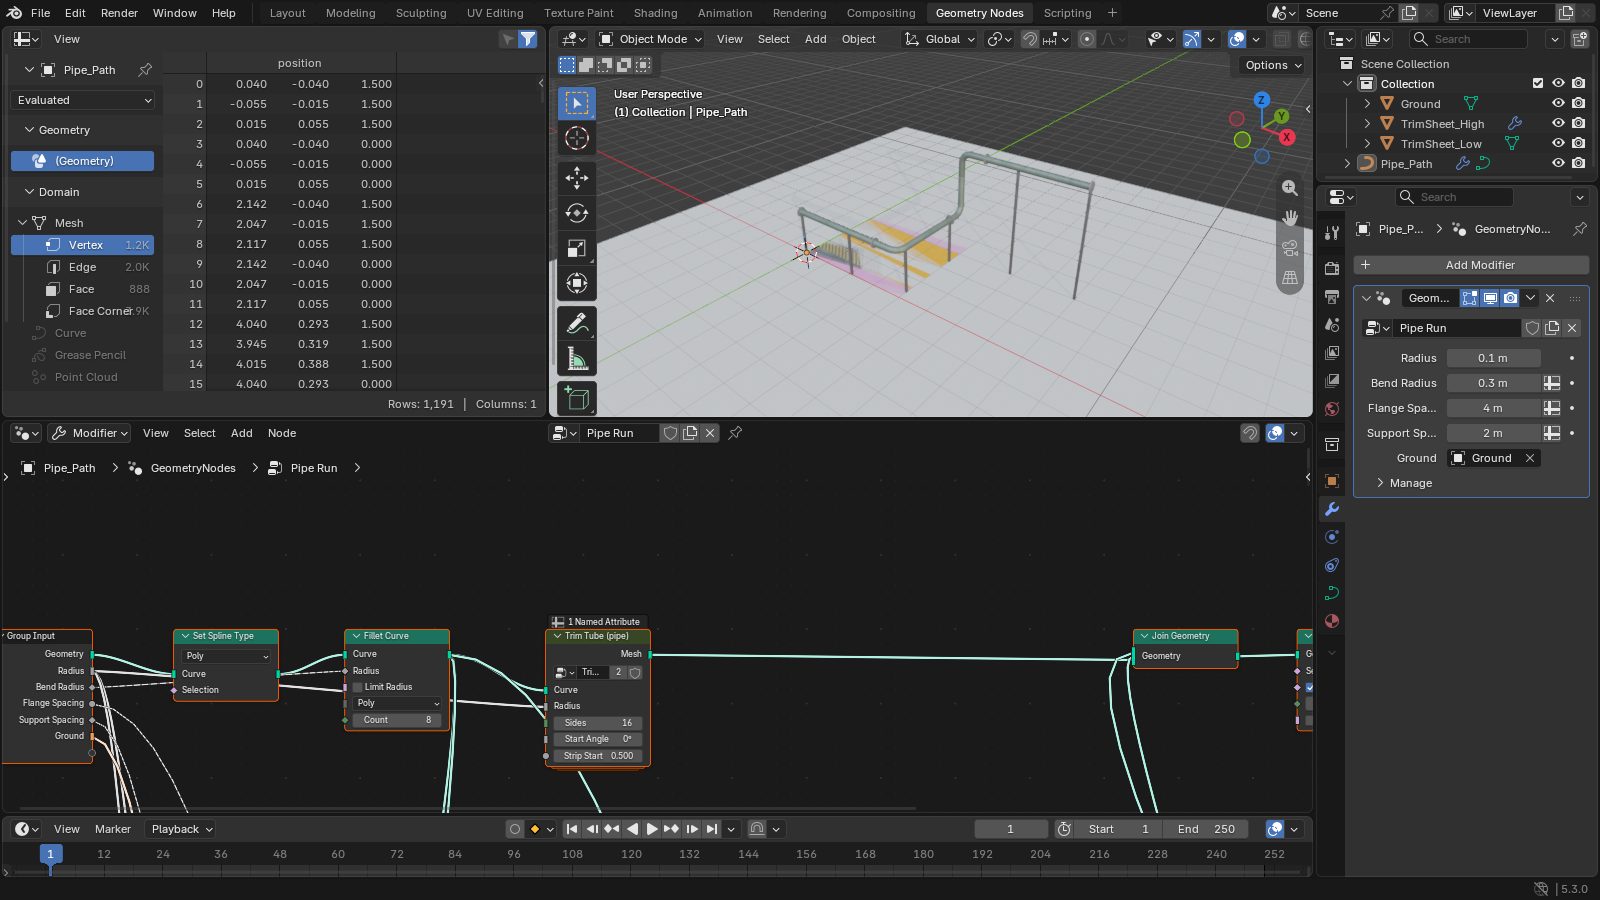 File Edit Render Window Help Layout Modeling Sculpting UV Editing Texture Paint Shading Animation Rendering Compositing Geometry Nodes Scripting + Scene ViewLayer
View
Pipe_Path
Evaluated
Geometry
(Geometry)
Domain
Mesh
Vertex 1.2K
Edge 2.0K
Face 888
Face Corner
Curve
Grease Pencil
Point Cloud
position
0 0.040 -0.040 1.500
1 -0.055 -0.015 1.500
2 0.015 0.055 1.500
3 0.040 -0.040 0.000
4 -0.055 -0.015 0.000
5 0.015 0.055 0.000
6 2.142 -0.040 1.500
7 2.047 -0.015 1.500
8 2.117 0.055 1.500
9 2.142 -0.040 0.000
10 2.047 -0.015 0.000
11 2.117 0.055 0.000
12 4.040 0.293 1.500
13 3.945 0.319 1.500
14 4.015 0.388 1.500
15 4.040 0.293 0.000
Rows: 1,191 | Columns: 1
Object Mode View Select Add Object Global
Options
User Perspective
(1) Collection | Pipe_Path
Z
Y
X
Search
Scene Collection
Collection
Ground
TrimSheet_High
TrimSheet_Low
Pipe_Path
Search
Pipe_P... GeometryNo...
+ Add Modifier
Geom...
Pipe Run
Radius 0.1 m
Bend Radius 0.3 m
Flange Spa... 4 m
Support Sp... 2 m
Ground Ground
Manage
Modifier View Select Add Node Pipe Run
Pipe_Path GeometryNodes Pipe Run
Group Input
Geometry
Radius
Bend Radius
Flange Spacing
Support Spacing
Ground
Set Spline Type
Poly
Curve
Selection
Fillet Curve
Curve
Radius
Limit Radius
Poly
Count 8
1 Named Attribute
Trim Tube (pipe)
Mesh
Tri... 2
Curve
Radius
Sides 16
Start Angle 0°
Strip Start 0.500
Join Geometry
Geometry
View Marker Playback 1 Start 1 End 250
1 12 24 36 48 60 72 84 96 108 120 132 144 156 168 180 192 204 216 228 240 252
5.3.0